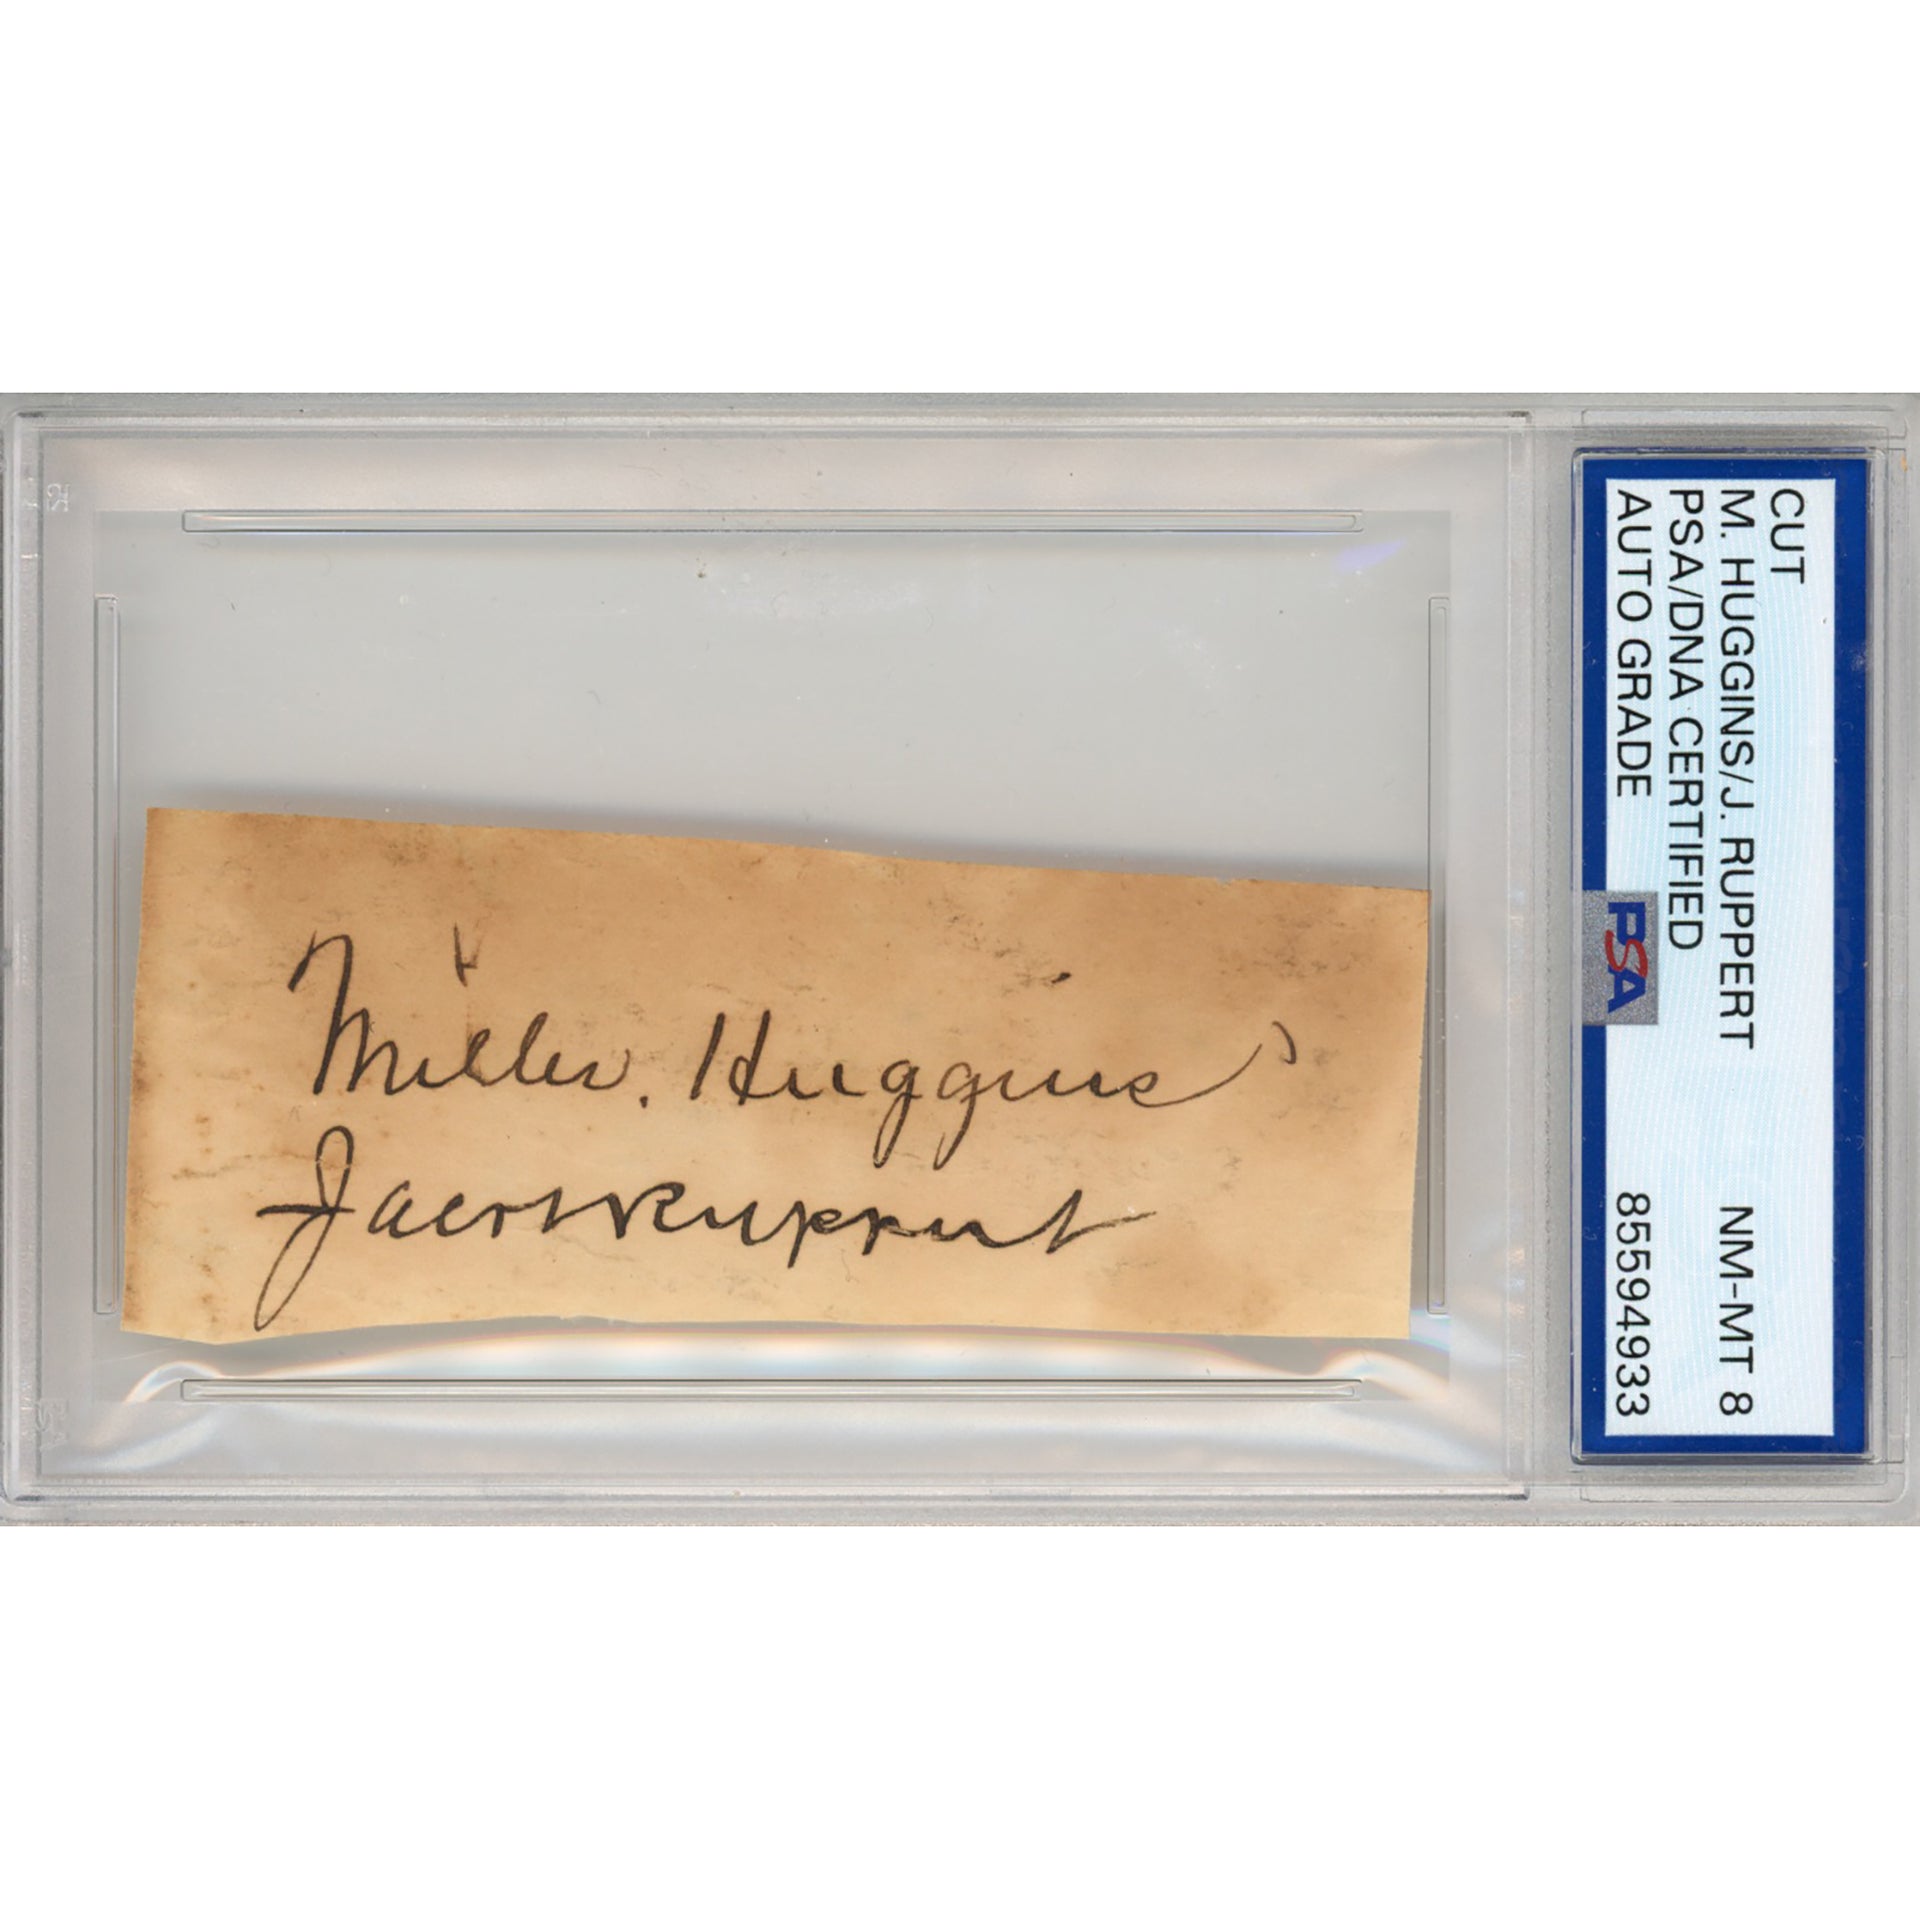 Miller. Huggins
Jacob Ruppert
CUT
M. HUGGINS/J. RUPPERT NM-MT 8
PSA/DNA CERTIFIED
AUTO GRADE 85594933
PSA